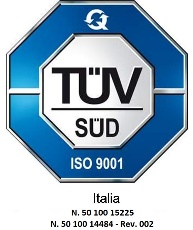 TÜV
SÜD
ISO 9001
Italia
N. 50 100 15225
N. 50 100 14484 - Rev. 002